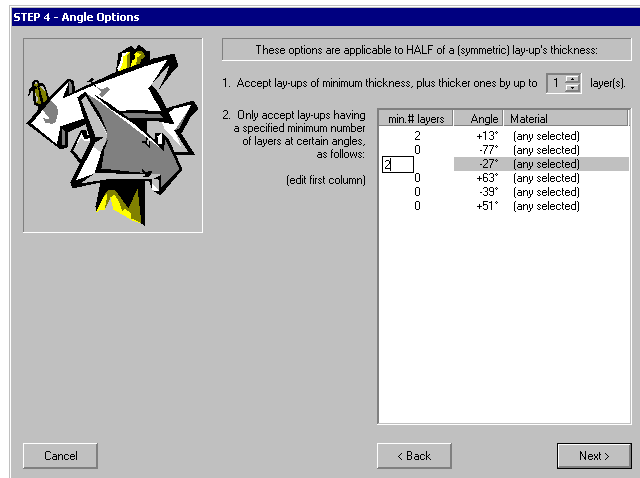 STEP 4 - Angle Options
These options are applicable to HALF of a (symmetric) lay-up's thickness:
1. Accept lay-ups of minimum thickness, plus thicker ones by up to 1 layer(s).
2. Only accept lay-ups having
a specified minimum number
of layers at certain angles,
as follows:
(edit first column)
min.# layers Angle Material
2 +13° (any selected)
0 -77° (any selected)
2 -27° (any selected)
0 +63° (any selected)
0 -39° (any selected)
0 +51° (any selected)
Cancel < Back Next >